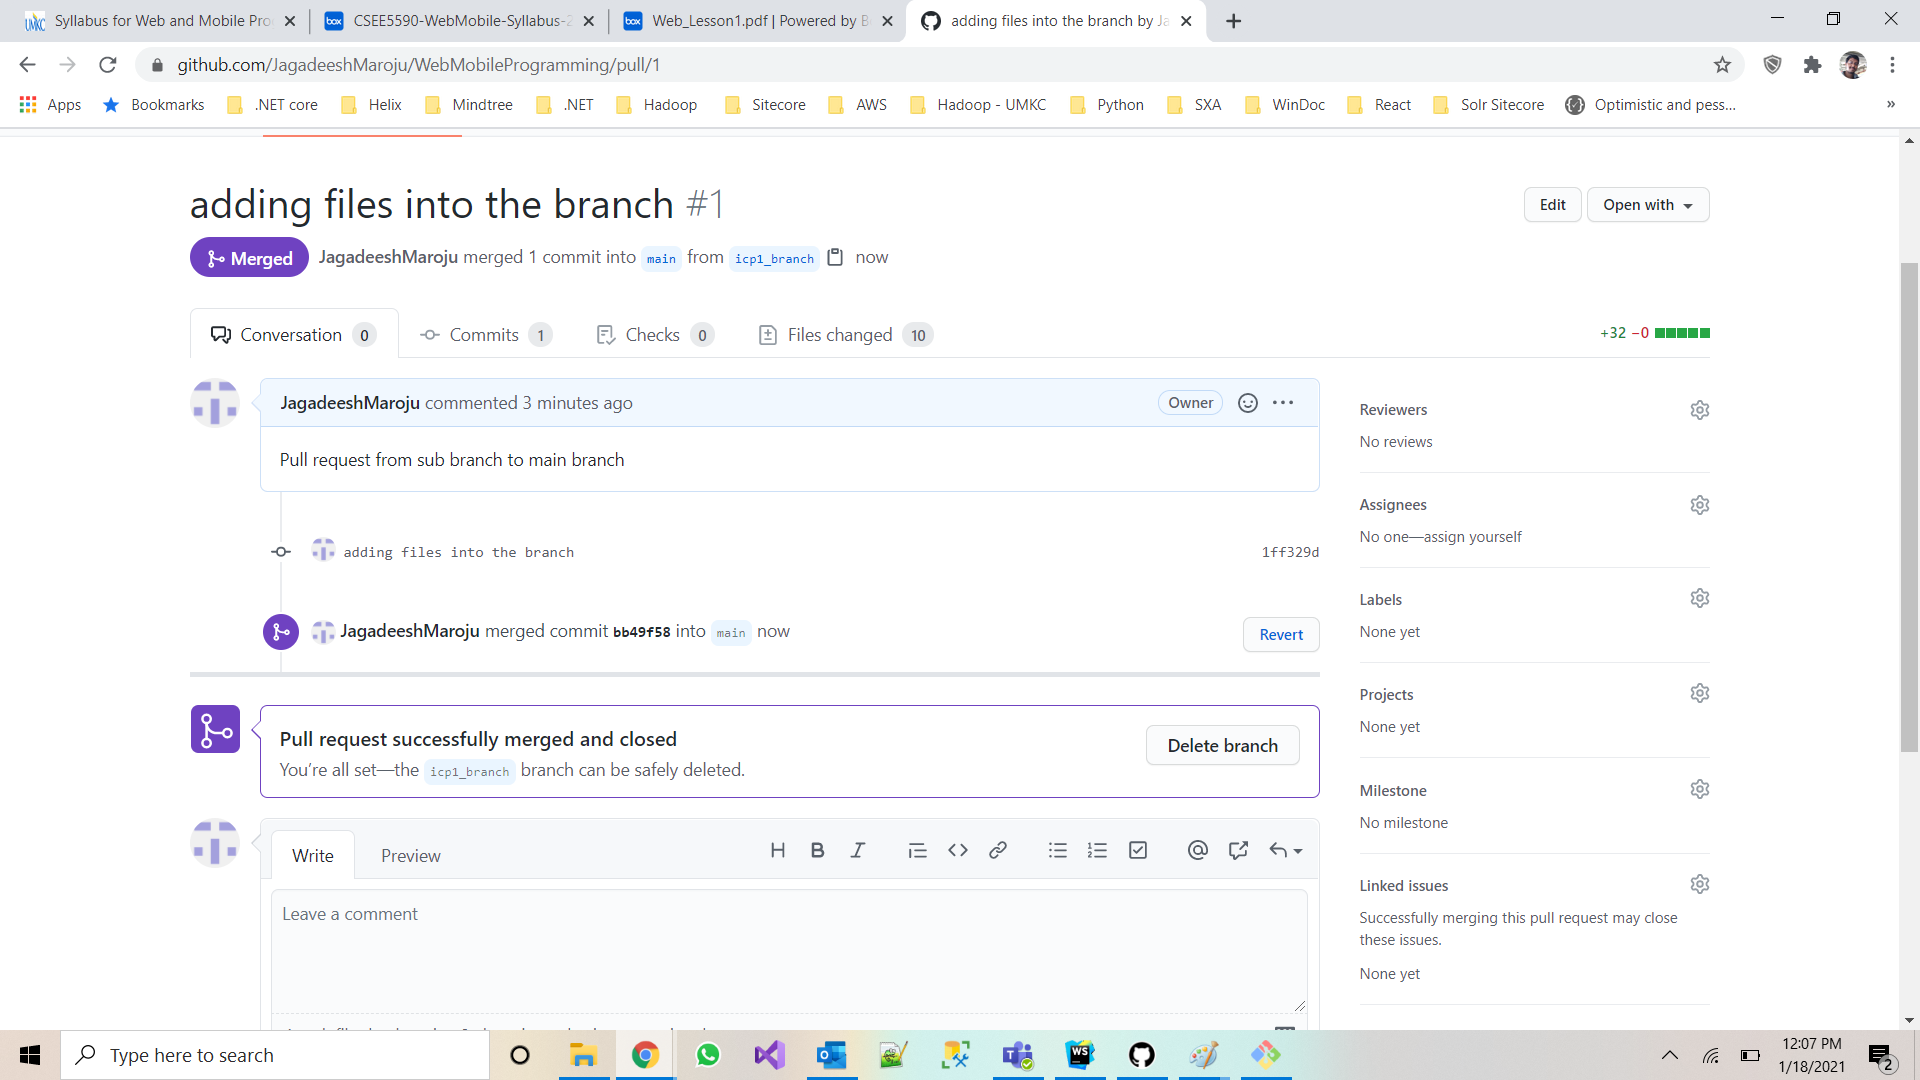 Syllabus for Web and Mobile Pro
CSEE5590-WebMobile-Syllabus-2
Web_Lesson1.pdf | Powered by B
adding files into the branch by Ja
github.com/JagadeeshMaroju/WebMobileProgramming/pull/1
Apps Bookmarks .NET core Helix Mindtree .NET Hadoop Sitecore AWS Hadoop - UMKC Python SXA WinDoc React Solr Sitecore Optimistic and pess... »
adding files into the branch #1
Edit Open with
Merged JagadeeshMaroju merged 1 commit into main from icp1_branch now
Conversation 0 Commits 1 Checks 0 Files changed 10
+32 −0
JagadeeshMaroju commented 3 minutes ago
Owner
Pull request from sub branch to main branch
adding files into the branch 1ff329d
JagadeeshMaroju merged commit bb49f58 into main now
Revert
Pull request successfully merged and closed
You're all set—the icp1_branch branch can be safely deleted.
Delete branch
Write Preview
H B I
Leave a comment
Reviewers
No reviews
Assignees
No one—assign yourself
Labels
None yet
Projects
None yet
Milestone
No milestone
Linked issues
Successfully merging this pull request may close
these issues.
None yet
Type here to search
12:07 PM
1/18/2021
2